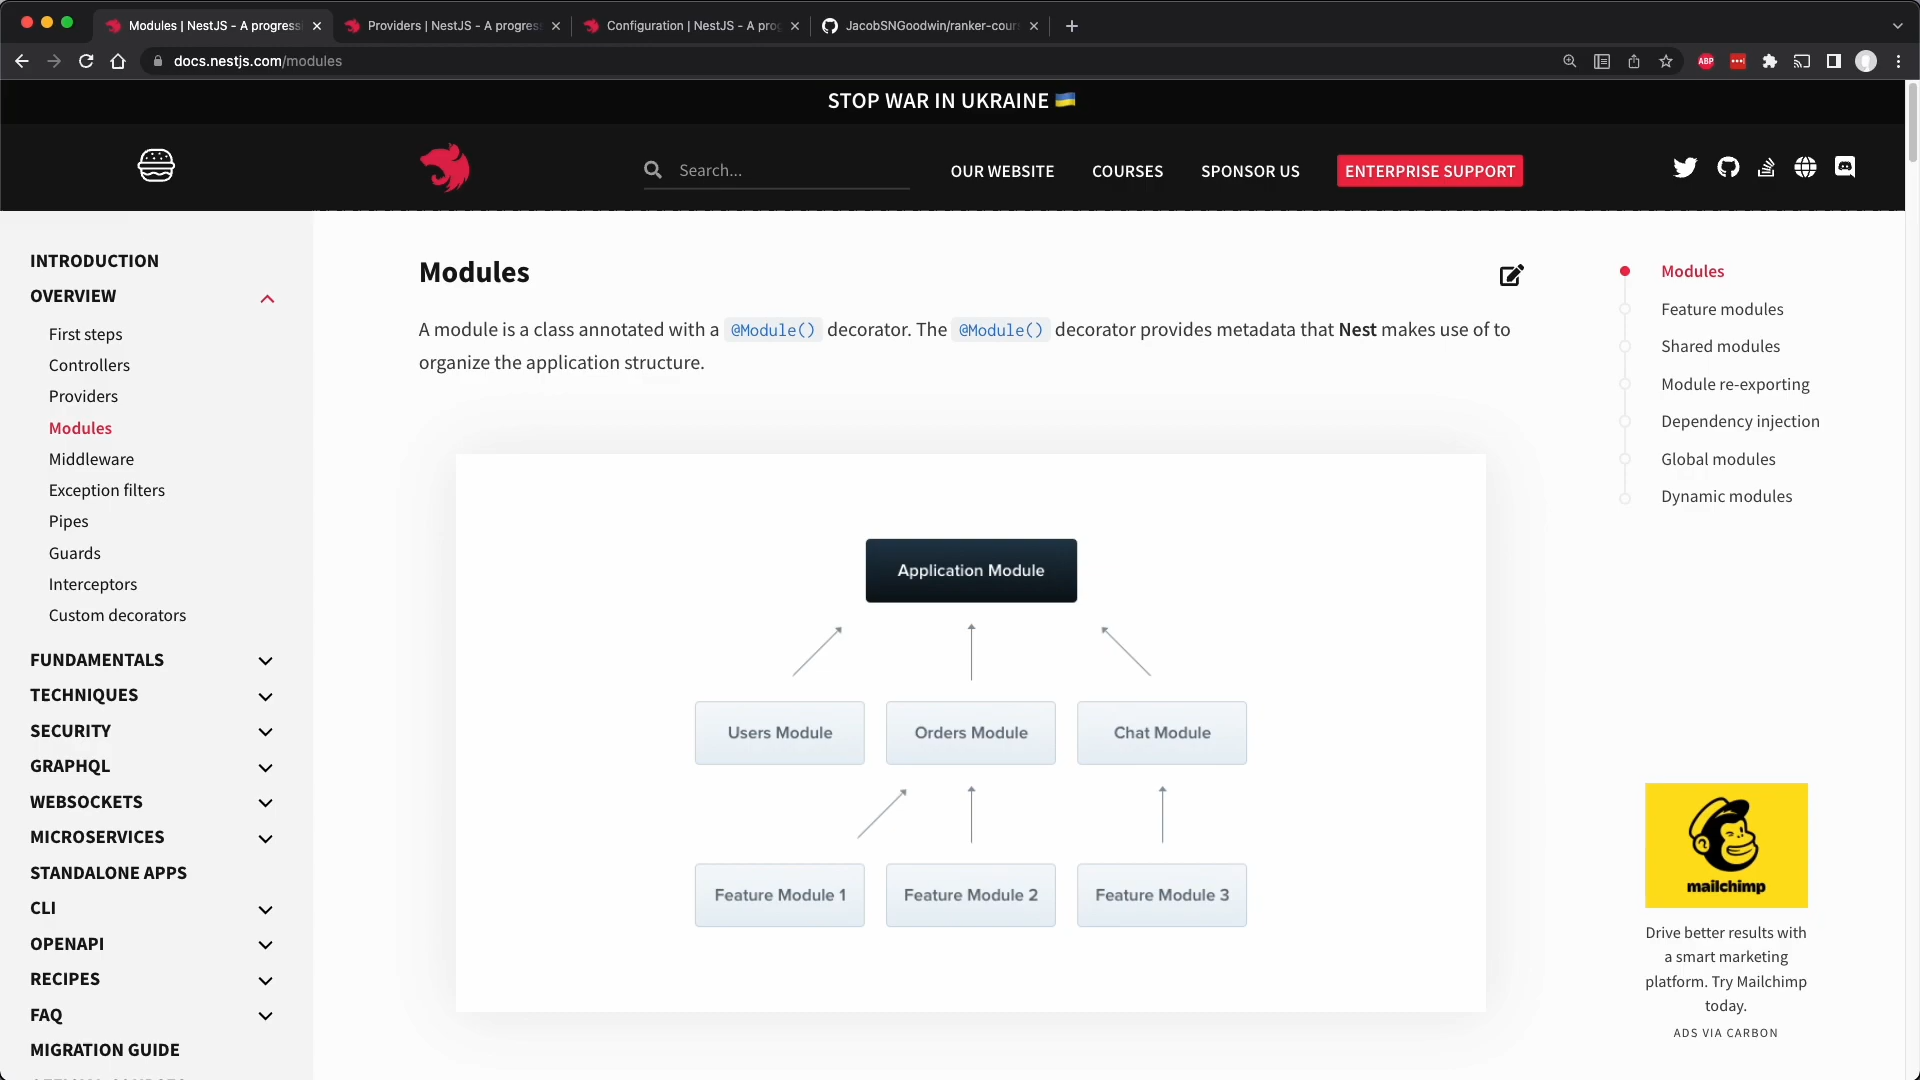 Modules | NestJS - A progressi
Providers | NestJS - A progres
Configuration | NestJS - A prog
JacobSNGoodwin/ranker-cour
docs.nestjs.com/modules
ABP
STOP WAR IN UKRAINE 🇺🇦
Search...
OUR WEBSITE
COURSES
SPONSOR US
ENTERPRISE SUPPORT
INTRODUCTION
OVERVIEW
First steps
Controllers
Providers
Modules
Middleware
Exception filters
Pipes
Guards
Interceptors
Custom decorators
FUNDAMENTALS
TECHNIQUES
SECURITY
GRAPHQL
WEBSOCKETS
MICROSERVICES
STANDALONE APPS
CLI
OPENAPI
RECIPES
FAQ
MIGRATION GUIDE
Modules
A module is a class annotated with a @Module() decorator. The @Module() decorator provides metadata that Nest makes use of to
organize the application structure.
Application Module
Users Module
Orders Module
Chat Module
Feature Module 1
Feature Module 2
Feature Module 3
Modules
Feature modules
Shared modules
Module re-exporting
Dependency injection
Global modules
Dynamic modules
mailchimp
Drive better results with
a smart marketing
platform. Try Mailchimp
today.
ADS VIA CARBON